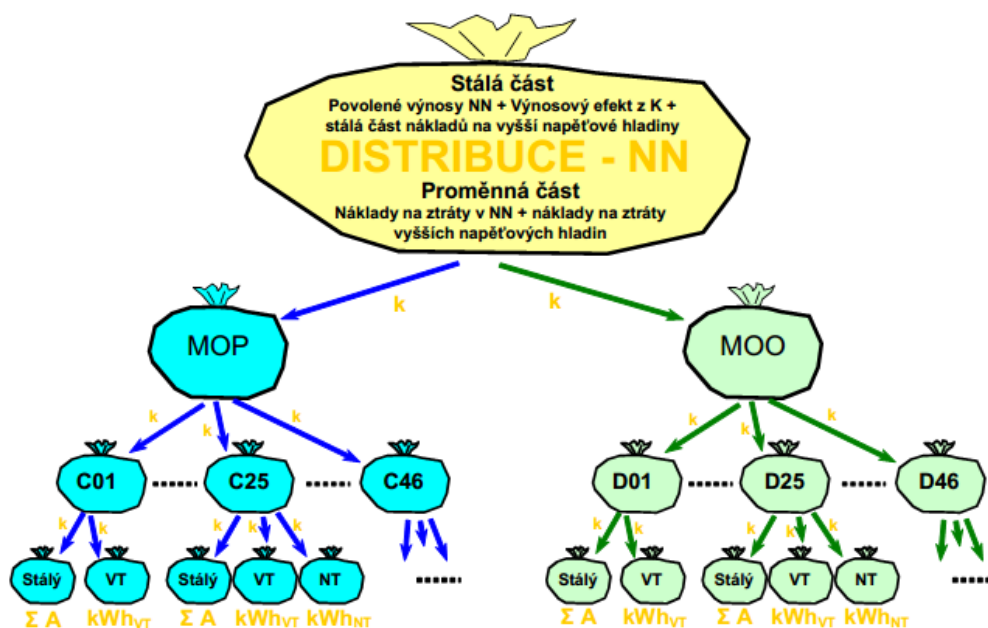 Stálá část
Povolené výnosy NN + Výnosový efekt z K +
stálá část nákladů na vyšší napěťové hladiny
DISTRIBUCE - NN
Proměnná část
Náklady na ztráty v NN + náklady na ztráty
vyšších napěťových hladin
k k
MOP MOO
k k k k k k
C01 ...... C25 ...... C46 D01 ...... D25 ...... D46
k k k k k k k k k k
Stálý VT Stálý VT NT ...... Stálý VT Stálý VT NT ......
Σ A kWhVT Σ A kWhVT kWhNT Σ A kWhVT Σ A kWhVT kWhNT